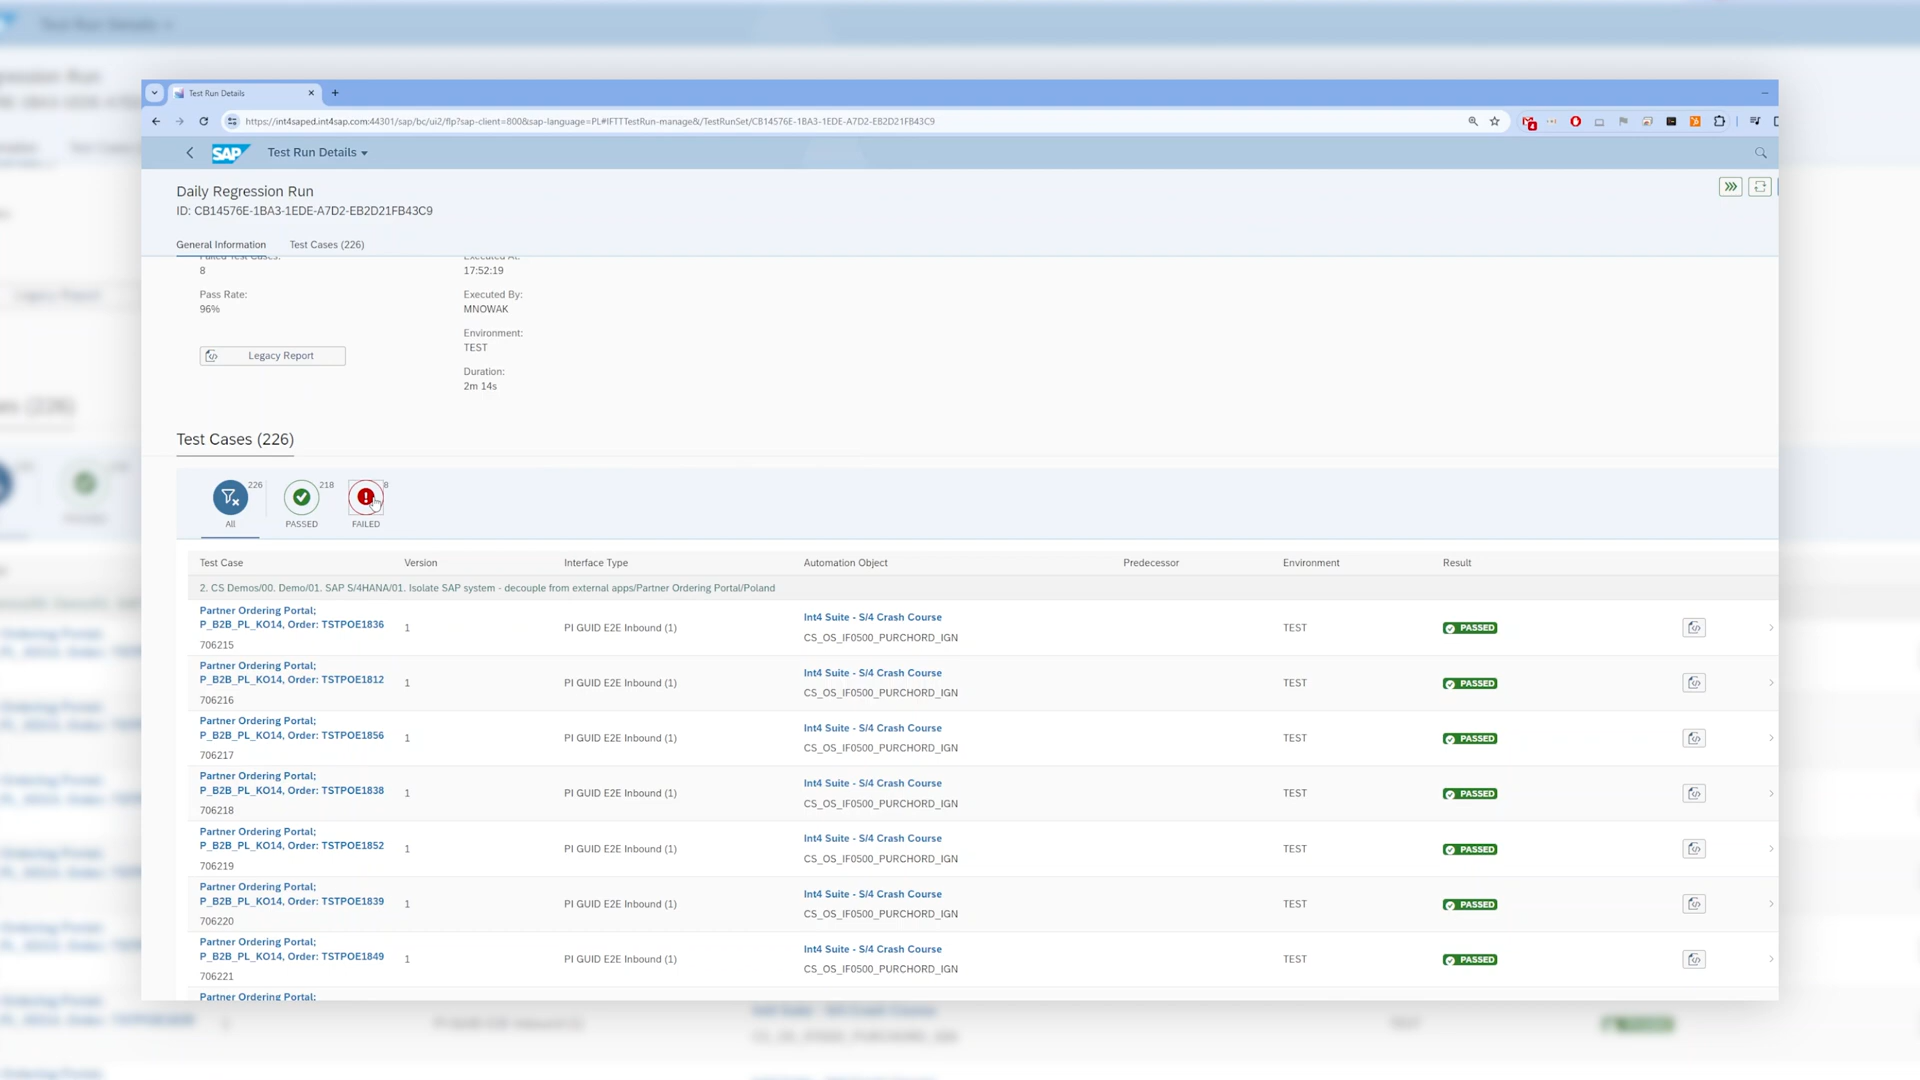 Test Run Details
https://int4saped.int4sap.com:44301/sap/bc/ui2/flp?sap-client=800&sap-language=PL#IFTTTestRun-manage&/TestRunSet/CB14576E-1BA3-1EDE-A7D2-EB2D21FB43C9
4
SAP Test Run Details
Daily Regression Run
ID: CB14576E-1BA3-1EDE-A7D2-EB2D21FB43C9
General Information Test Cases (226)
Failed Test Cases: Executed At:
8 17:52:19
Pass Rate: Executed By:
96% MNOWAK
Environment:
TEST
Legacy Report
Duration:
2m 14s
Test Cases (226)
226 218 8
All PASSED FAILED
Test Case Version Interface Type Automation Object Predecessor Environment Result
2. CS Demos/00. Demo/01. SAP S/4HANA/01. Isolate SAP system - decouple from external apps/Partner Ordering Portal/Poland
Partner Ordering Portal;
P_B2B_PL_KO14, Order: TSTPOE1836
706215
1 PI GUID E2E Inbound (1)
Int4 Suite - S/4 Crash Course
CS_OS_IF0500_PURCHORD_IGN
TEST PASSED
Partner Ordering Portal;
P_B2B_PL_KO14, Order: TSTPOE1812
706216
1 PI GUID E2E Inbound (1)
Int4 Suite - S/4 Crash Course
CS_OS_IF0500_PURCHORD_IGN
TEST PASSED
Partner Ordering Portal;
P_B2B_PL_KO14, Order: TSTPOE1856
706217
1 PI GUID E2E Inbound (1)
Int4 Suite - S/4 Crash Course
CS_OS_IF0500_PURCHORD_IGN
TEST PASSED
Partner Ordering Portal;
P_B2B_PL_KO14, Order: TSTPOE1838
706218
1 PI GUID E2E Inbound (1)
Int4 Suite - S/4 Crash Course
CS_OS_IF0500_PURCHORD_IGN
TEST PASSED
Partner Ordering Portal;
P_B2B_PL_KO14, Order: TSTPOE1852
706219
1 PI GUID E2E Inbound (1)
Int4 Suite - S/4 Crash Course
CS_OS_IF0500_PURCHORD_IGN
TEST PASSED
Partner Ordering Portal;
P_B2B_PL_KO14, Order: TSTPOE1839
706220
1 PI GUID E2E Inbound (1)
Int4 Suite - S/4 Crash Course
CS_OS_IF0500_PURCHORD_IGN
TEST PASSED
Partner Ordering Portal;
P_B2B_PL_KO14, Order: TSTPOE1849
706221
1 PI GUID E2E Inbound (1)
Int4 Suite - S/4 Crash Course
CS_OS_IF0500_PURCHORD_IGN
TEST PASSED
Partner Ordering Portal;